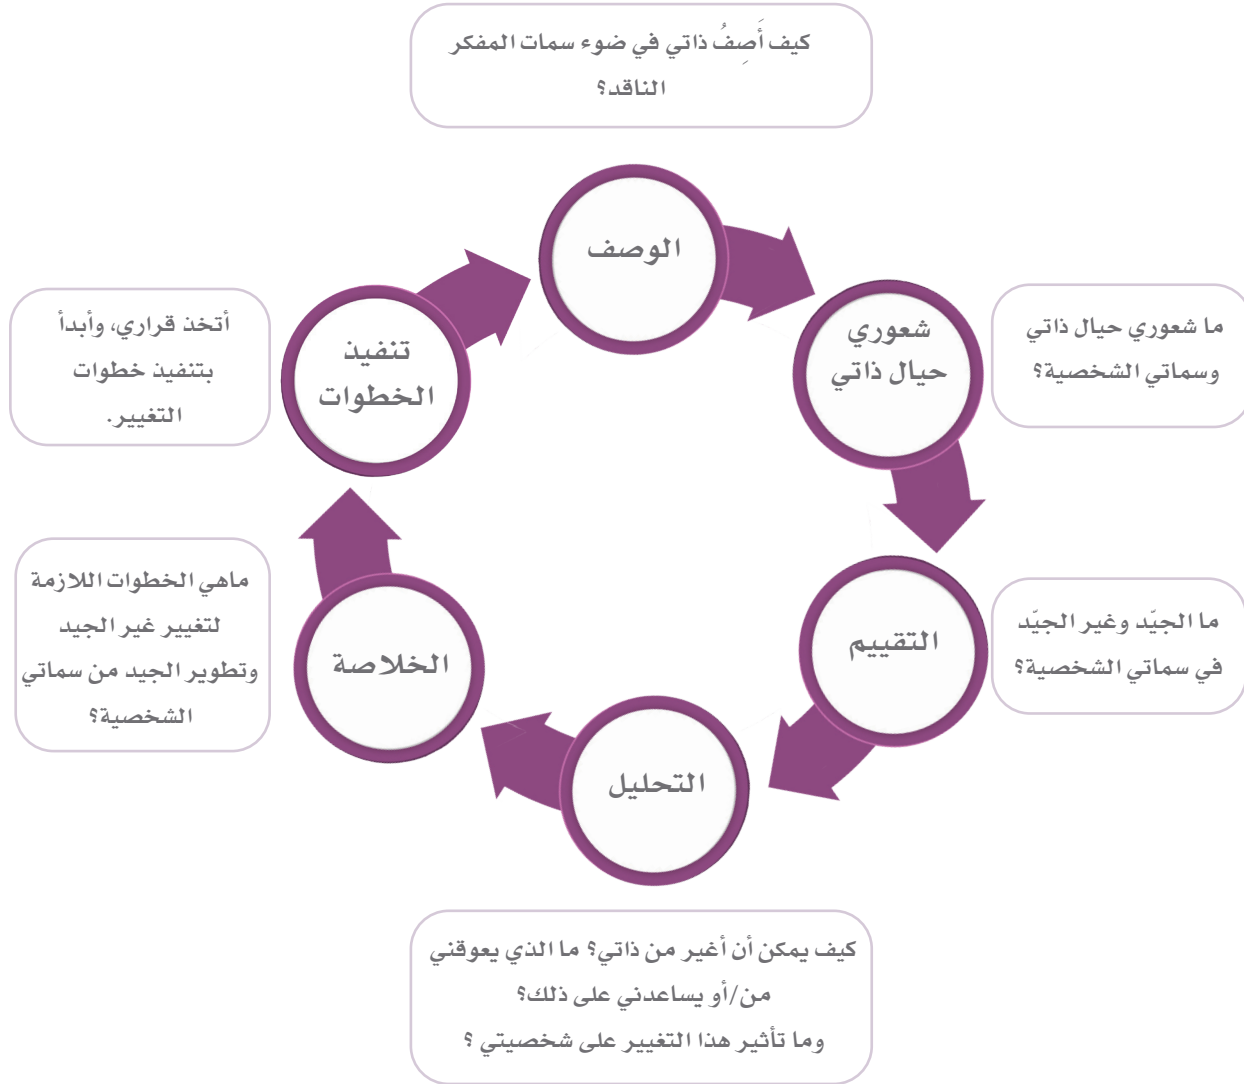 كيف أَصِفُ ذاتي في ضوء سمات المفكر
الناقد؟
الوصف
شعوري
حيال ذاتي
ما شعوري حيال ذاتي
وسماتي الشخصية؟
التقييم
ما الجيّد وغير الجيّد
في سماتي الشخصية؟
التحليل
كيف يمكن أن أغير من ذاتي؟ ما الذي يعوقني
من/أو يساعدني على ذلك؟
وما تأثير هذا التغيير على شخصيتي ؟
الخلاصة
ماهي الخطوات اللازمة
لتغيير غير الجيد
وتطوير الجيد من سماتي
الشخصية؟
تنفيذ
الخطوات
أتخذ قراري، وأبدأ
بتنفيذ خطوات
التغيير.